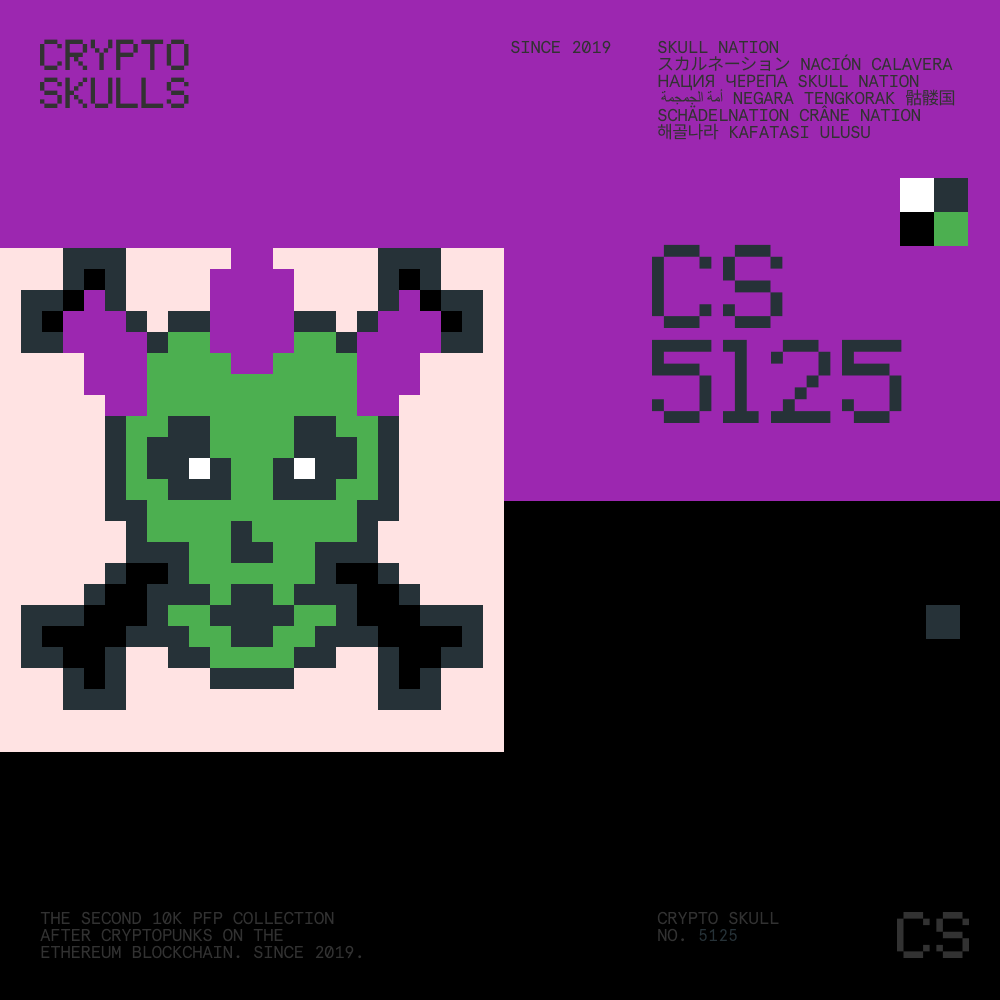 CRYPTO
SKULLS
SINCE 2019
SKULL NATION
スカルネーション NACIÓN CALAVERA
НАЦИЯ ЧЕРЕПА SKULL NATION
أمة الجمجمة NEGARA TENGKORAK 骷髅国
SCHÄDELNATION CRÂNE NATION
해골나라 KAFATASI ULUSU
CS
5125
THE SECOND 10K PFP COLLECTION
AFTER CRYPTOPUNKS ON THE
ETHEREUM BLOCKCHAIN. SINCE 2019.
CRYPTO SKULL
NO. 5125
CS